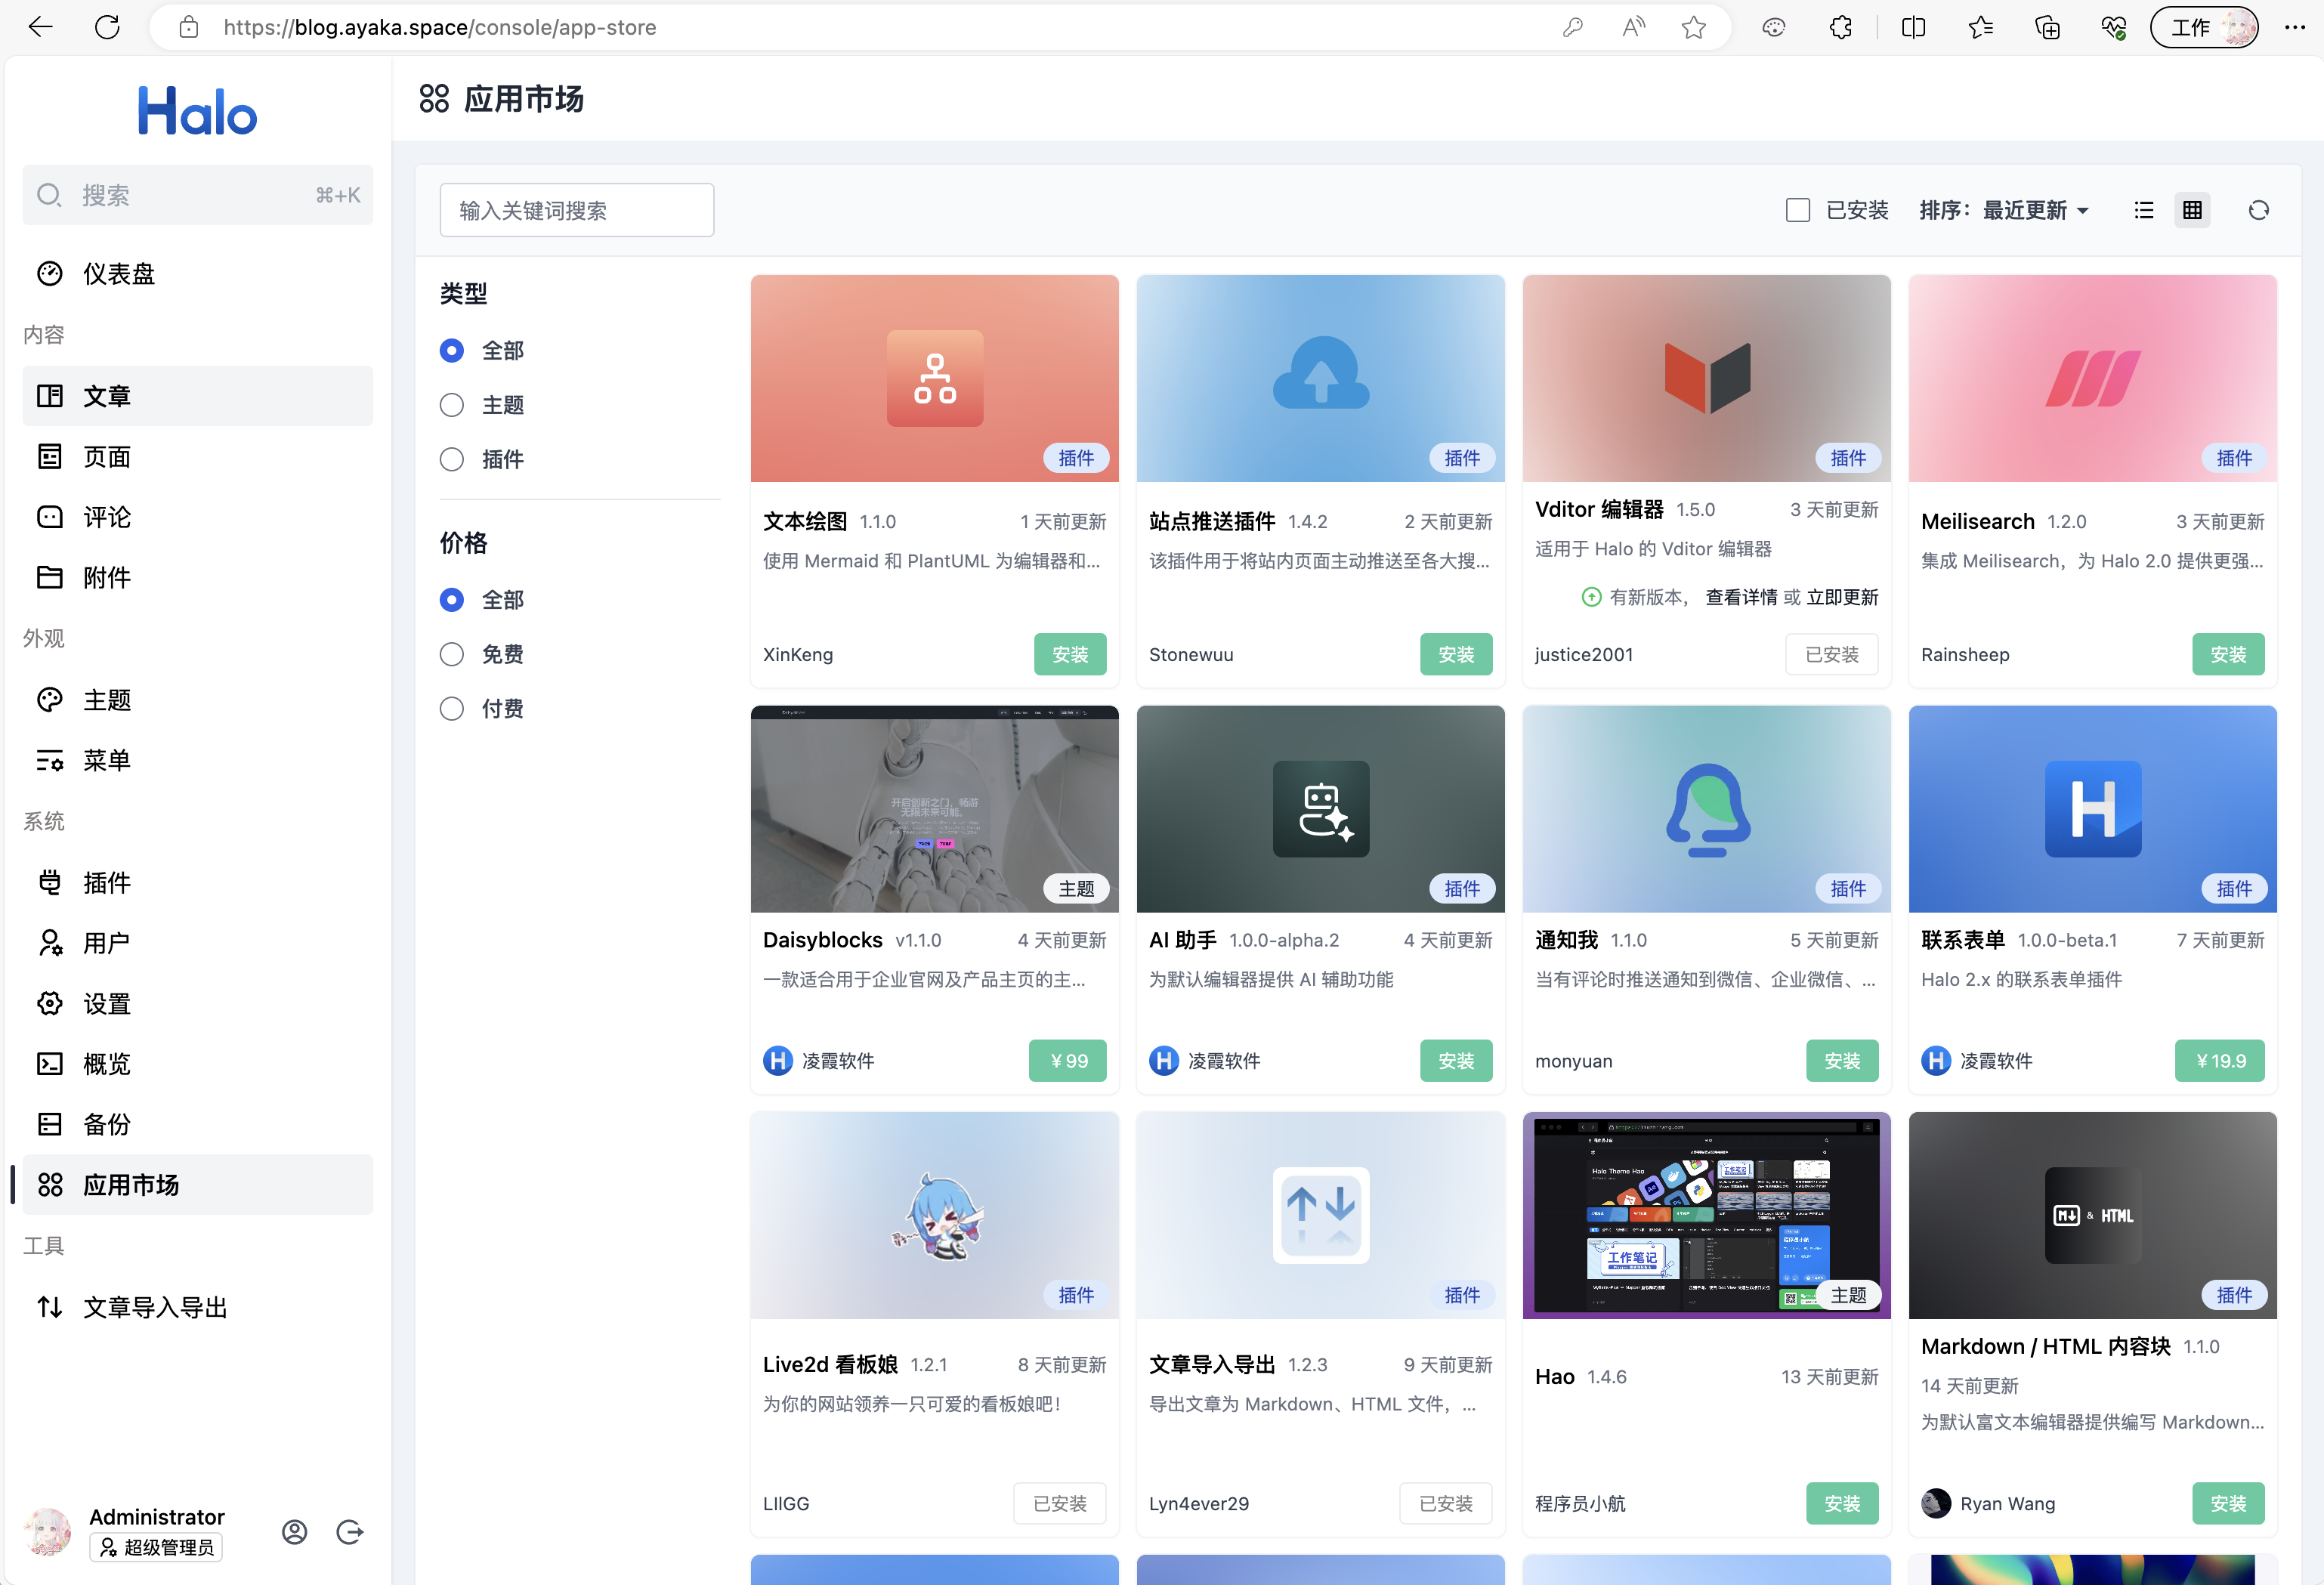 https://blog.ayaka.space/console/app-store
工作
Halo
搜索
⌘+K
仪表盘
内容
文章
页面
评论
附件
外观
主题
菜单
系统
插件
用户
设置
概览
备份
应用市场
工具
文章导入导出
Administrator
超级管理员
应用市场
输入关键词搜索
已安装
排序：最近更新
类型
全部
主题
插件
价格
全部
免费
付费
插件
文本绘图 1.1.0 1 天前更新
使用 Mermaid 和 PlantUML 为编辑器和...
XinKeng
安装
插件
站点推送插件 1.4.2 2 天前更新
该插件用于将站内页面主动推送至各大搜...
Stonewuu
安装
插件
Vditor 编辑器 1.5.0 3 天前更新
适用于 Halo 的 Vditor 编辑器
有新版本， 查看详情 或 立即更新
justice2001
已安装
插件
Meilisearch 1.2.0 3 天前更新
集成 Meilisearch，为 Halo 2.0 提供更强...
Rainsheep
安装
开启创新之门，畅游
无限未来可能。
主题
Daisyblocks v1.1.0 4 天前更新
一款适合用于企业官网及产品主页的主...
凌霞软件
￥99
插件
AI 助手 1.0.0-alpha.2 4 天前更新
为默认编辑器提供 AI 辅助功能
凌霞软件
安装
插件
通知我 1.1.0 5 天前更新
当有评论时推送通知到微信、企业微信、...
monyuan
安装
H
插件
联系表单 1.0.0-beta.1 7 天前更新
Halo 2.x 的联系表单插件
凌霞软件
￥19.9
插件
Live2d 看板娘 1.2.1 8 天前更新
为你的网站领养一只可爱的看板娘吧！
LIlGG
已安装
插件
文章导入导出 1.2.3 9 天前更新
导出文章为 Markdown、HTML 文件，...
Lyn4ever29
已安装
Halo Theme Hao
工作笔记
主题
Hao 1.4.6 13 天前更新
程序员小航
安装
M & HTML
插件
Markdown / HTML 内容块 1.1.0
14 天前更新
为默认富文本编辑器提供编写 Markdown...
Ryan Wang
安装